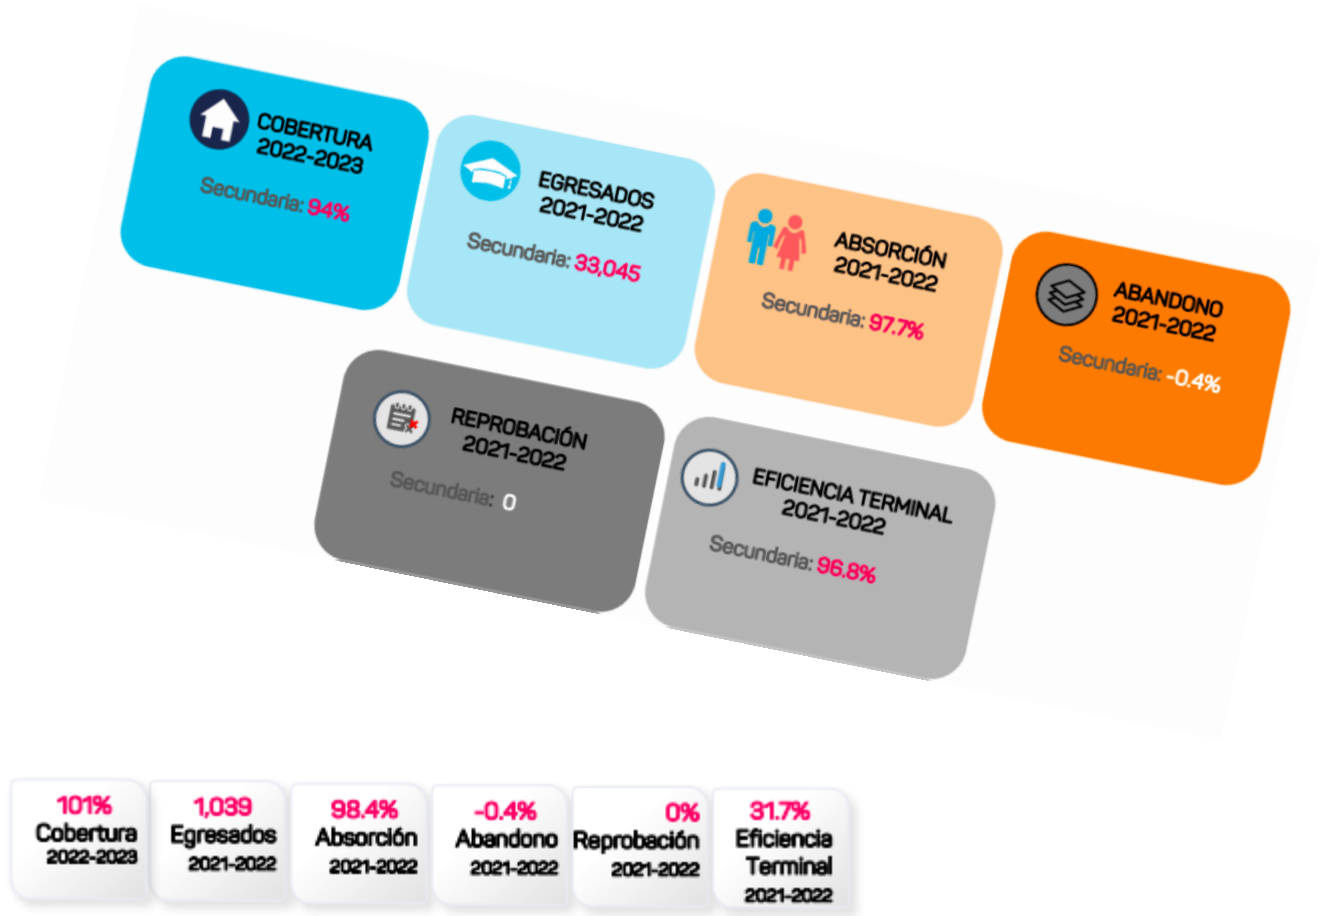 COBERTURA
2022-2023
Secundaria: 94%
EGRESADOS
2021-2022
Secundaria: 33,045
ABSORCIÓN
2021-2022
Secundaria: 97.7%
ABANDONO
2021-2022
Secundaria: -0.4%
REPROBACIÓN
2021-2022
Secundaria: 0
EFICIENCIA TERMINAL
2021-2022
Secundaria: 96.8%
101%
Cobertura
2022-2023
1,039
Egresados
2021-2022
98.4%
Absorción
2021-2022
-0.4%
Abandono
2021-2022
0%
Reprobación
2021-2022
31.7%
Eficiencia
Terminal
2021-2022